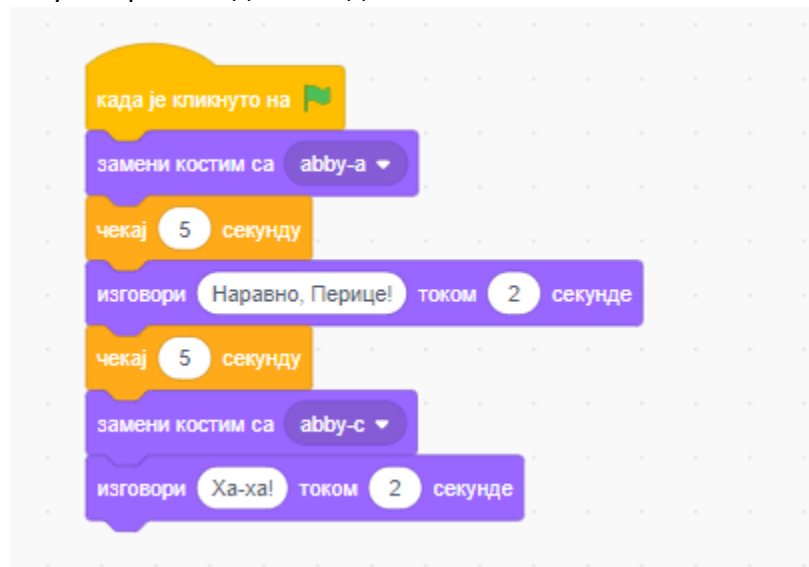 када је кликнуто на
замени костим са abby-a
чекај 5 секунду
изговори Наравно, Перице! током 2 секунде
чекај 5 секунду
замени костим са abby-c
изговори Ха-ха! током 2 секунде